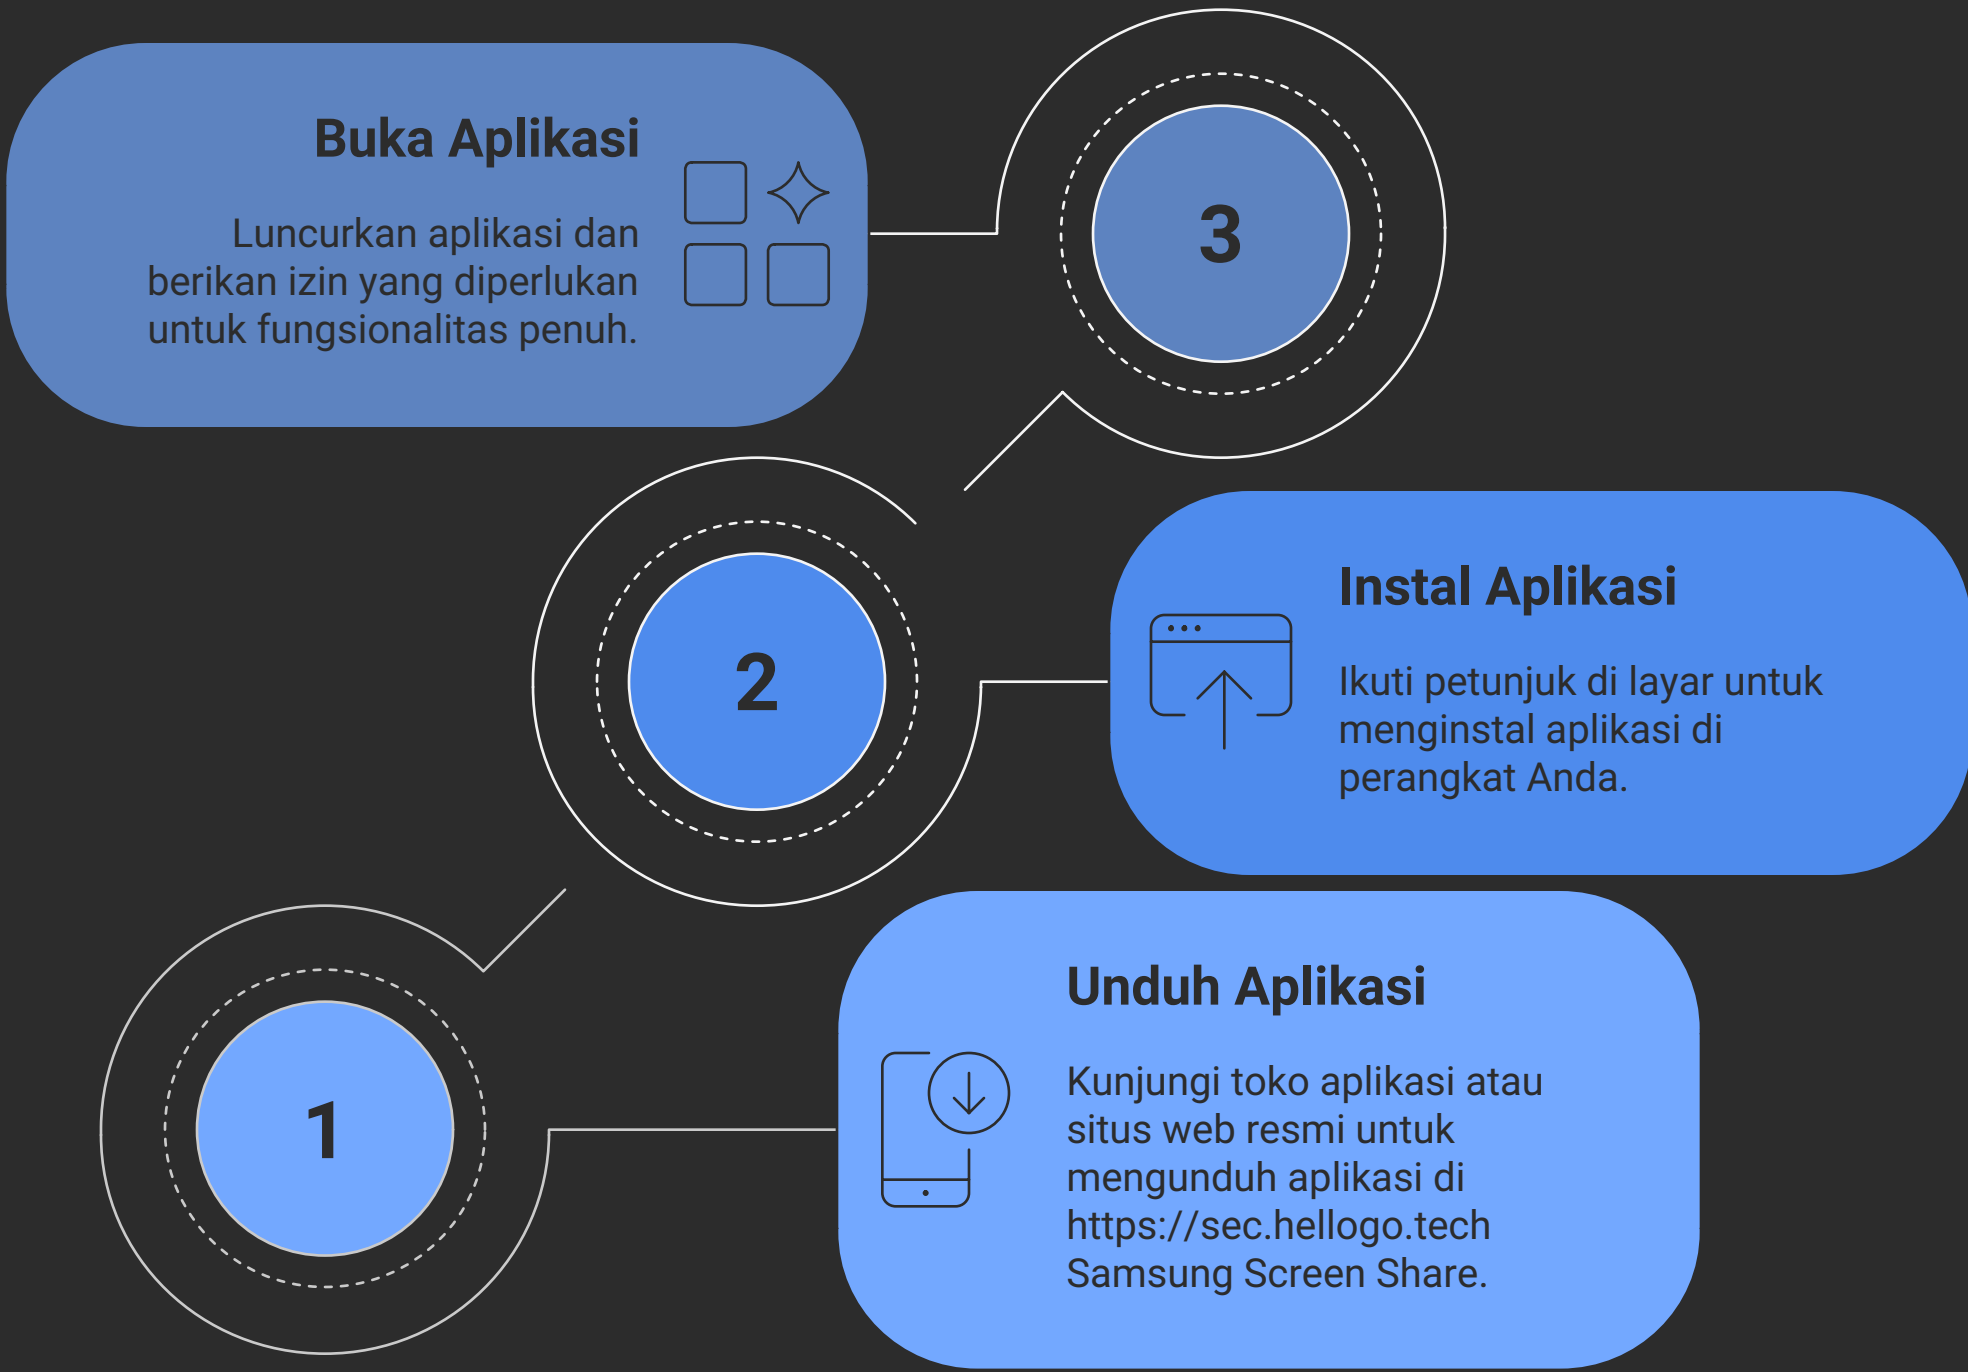 Buka Aplikasi
Luncurkan aplikasi dan
berikan izin yang diperlukan
untuk fungsionalitas penuh.
3
2
Instal Aplikasi
Ikuti petunjuk di layar untuk
menginstal aplikasi di
perangkat Anda.
1
Unduh Aplikasi
Kunjungi toko aplikasi atau
situs web resmi untuk
mengunduh aplikasi di
https://sec.hellogo.tech
Samsung Screen Share.